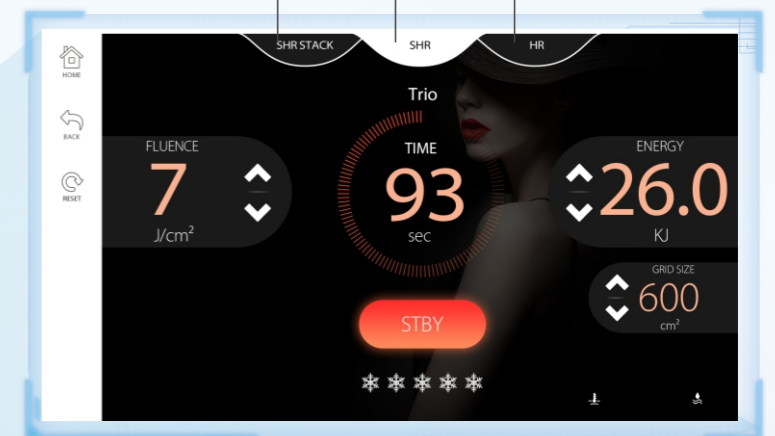 HOME
BACK
RESET
SHR STACK
SHR
HR
Trio
FLUENCE
7
J/cm²
TIME
93
sec
ENERGY
26.0
KJ
GRID SIZE
600
cm²
STBY